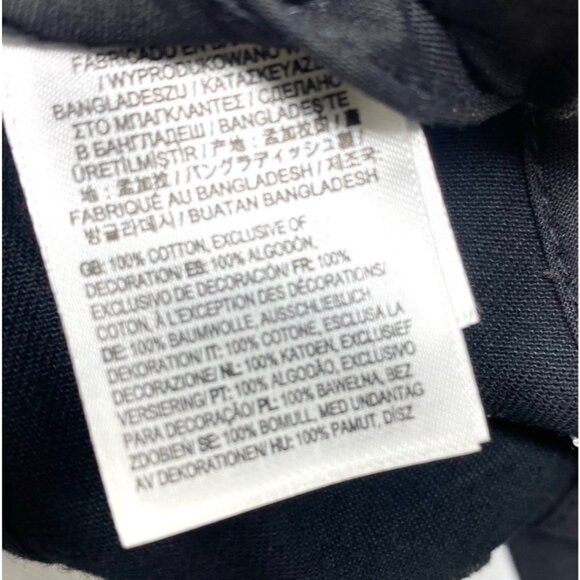 FABRICADO EN
/ WYPRODUKOWANO W
BANGLADESZU / ΚΑΤΑΣΚΕΥΑΖ
ΣΤΟ ΜΠΑΓΚΛΑΝΤΕΣ / СДЕЛАНО
В БАНГЛАДЕШ / BANGLADEŞ'TE
ÜRETİLMİŞTİR / 产地：孟加拉国 /
地：孟加拉 / バングラディッシュ製 /
FABRIQUÉ AU BANGLADESH / 제조국:
방글라데시 / BUATAN BANGLADESH
GB: 100% COTTON, EXCLUSIVE OF
DECORATION/ ES: 100% ALGODÓN,
EXCLUSIVO DE DECORACIÓN/ FR: 100%
COTON, À L'EXCEPTION DES DÉCORATIONS/
DE: 100% BAUMWOLLE, AUSSCHLIEßLICH
DEKORATION/ IT: 100% COTONE, ESCLUSA LA
DECORAZIONE/ NL: 100% KATOEN, EXCLUSIEF
VERSIERING/ PT: 100% ALGODÃO, EXCLUSIVO
PARA DECORAÇÃO/ PL: 100% BAWEŁNA, BEZ
ZDOBIEŃ/ SE: 100% BOMULL, MED UNDANTAG
AV DEKORATIONEN/ HU: 100% PAMUT, DÍSZ